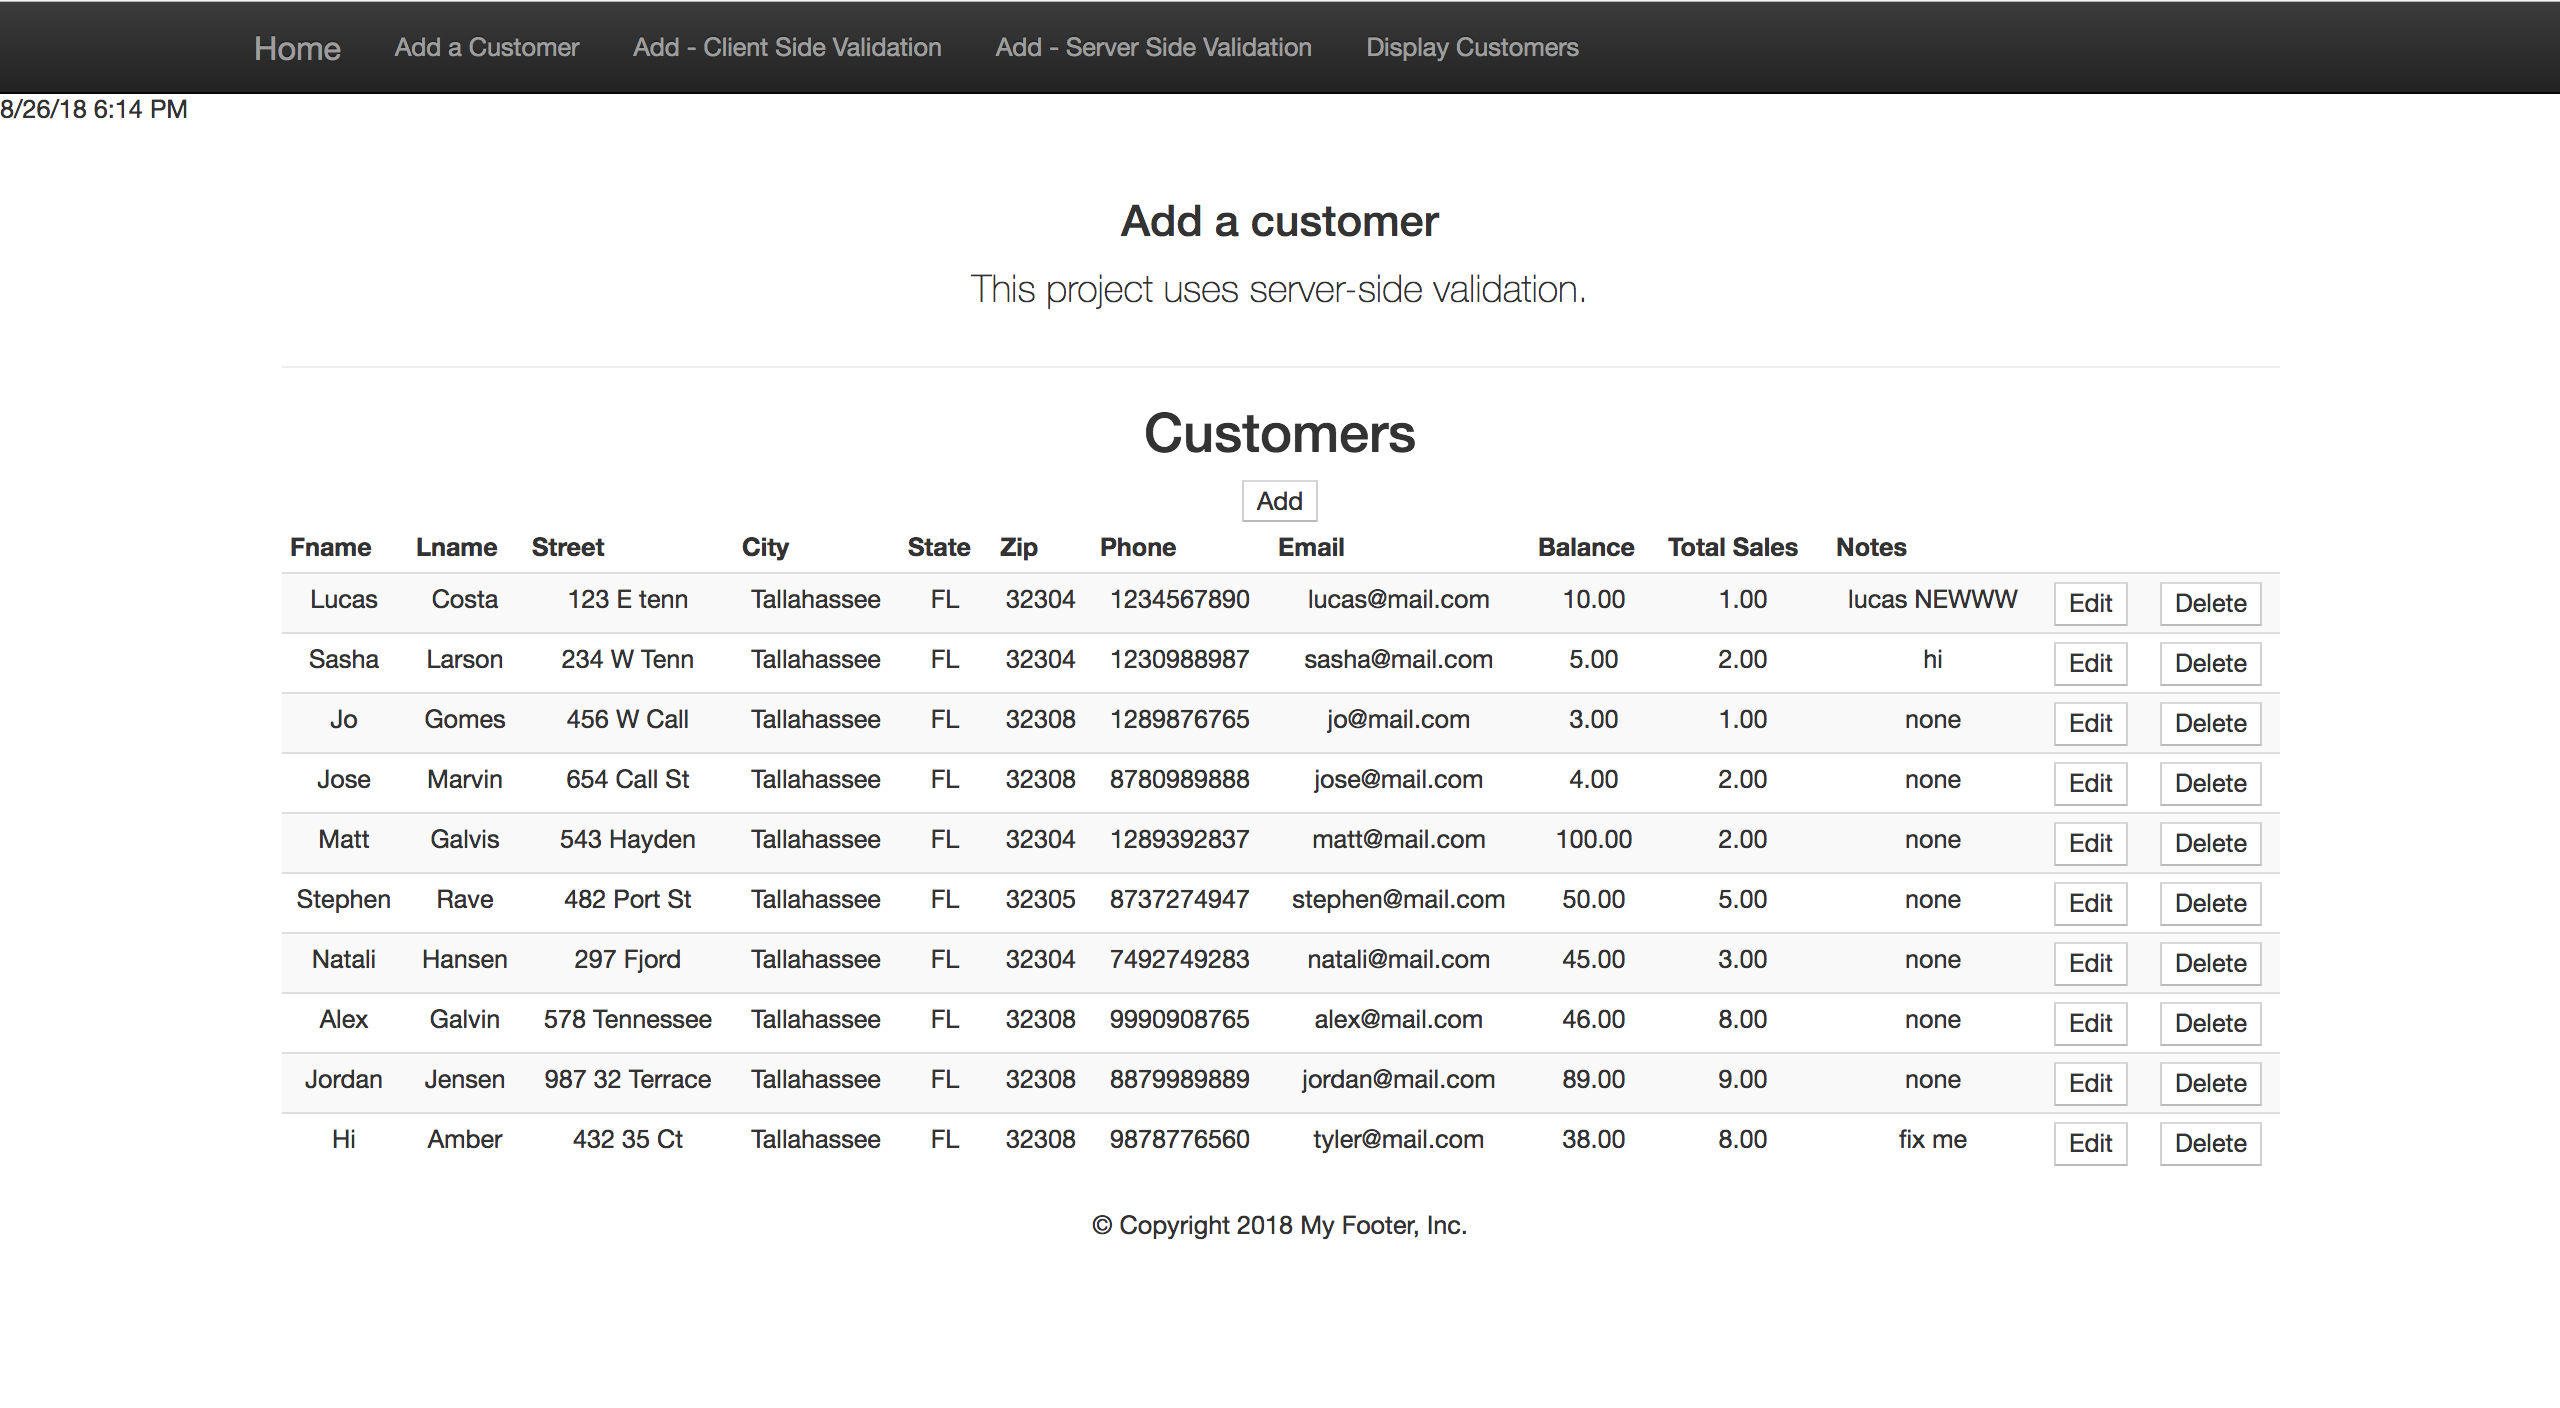 Home Add a Customer Add - Client Side Validation Add - Server Side Validation Display Customers
8/26/18 6:14 PM
Add a customer
This project uses server-side validation.
Customers
Add
Fname Lname Street City State Zip Phone Email Balance Total Sales Notes
Lucas Costa 123 E tenn Tallahassee FL 32304 1234567890 lucas@mail.com 10.00 1.00 lucas NEWWW Edit Delete
Sasha Larson 234 W Tenn Tallahassee FL 32304 1230988987 sasha@mail.com 5.00 2.00 hi Edit Delete
Jo Gomes 456 W Call Tallahassee FL 32308 1289876765 jo@mail.com 3.00 1.00 none Edit Delete
Jose Marvin 654 Call St Tallahassee FL 32308 8780989888 jose@mail.com 4.00 2.00 none Edit Delete
Matt Galvis 543 Hayden Tallahassee FL 32304 1289392837 matt@mail.com 100.00 2.00 none Edit Delete
Stephen Rave 482 Port St Tallahassee FL 32305 8737274947 stephen@mail.com 50.00 5.00 none Edit Delete
Natali Hansen 297 Fjord Tallahassee FL 32304 7492749283 natali@mail.com 45.00 3.00 none Edit Delete
Alex Galvin 578 Tennessee Tallahassee FL 32308 9990908765 alex@mail.com 46.00 8.00 none Edit Delete
Jordan Jensen 987 32 Terrace Tallahassee FL 32308 8879989889 jordan@mail.com 89.00 9.00 none Edit Delete
Hi Amber 432 35 Ct Tallahassee FL 32308 9878776560 tyler@mail.com 38.00 8.00 fix me Edit Delete
© Copyright 2018 My Footer, Inc.